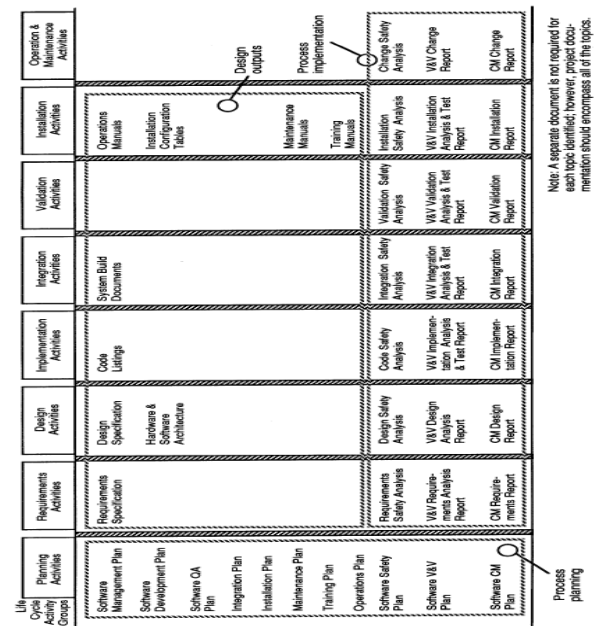 Life
Cycle
Activity
Groups
Planning
Activities
Software
Management Plan
Software
Development Plan
Software QA
Plan
Integration Plan
Installation Plan
Maintenance Plan
Training Plan
Operations Plan
Software Safety
Plan
Software V&V
Plan
Software CM
Plan
Process
planning
Requirements
Activities
Requirements
Specification
Requirements
Safety Analysis
V&V Require-
ments Analysis
Report
CM Require-
ments Report
Design
Activities
Design
Specification
Hardware &
Software
Architecture
Design Safety
Analysis
V&V Design
Analysis
Report
CM Design
Report
Implementation
Activities
Code
Listings
Code Safety
Analysis
V&V Implemen-
tation Analysis
& Test Report
CM Implemen-
tation Report
Integration
Activities
System Build
Documents
Integration Safety
Analysis
V&V Integration
Analysis & Test
Report
CM Integration
Report
Validation
Activities
Validation Safety
Analysis
V&V Validation
Analysis & Test
Report
CM Validation
Report
Installation
Activities
Operations
Manuals
Installation
Configuration
Tables
Maintenance
Manuals
Training
Manuals
Installation
Safety Analysis
V&V Installation
Analysis & Test
Report
CM Installation
Report
Operation &
Maintenance
Activities
Design
outputs
Process
implementation
Change Safety
Analysis
V&V Change
Report
CM Change
Report
Note: A separate document is not required for
each topic identified; however, project docu-
mentation should encompass all of the topics.